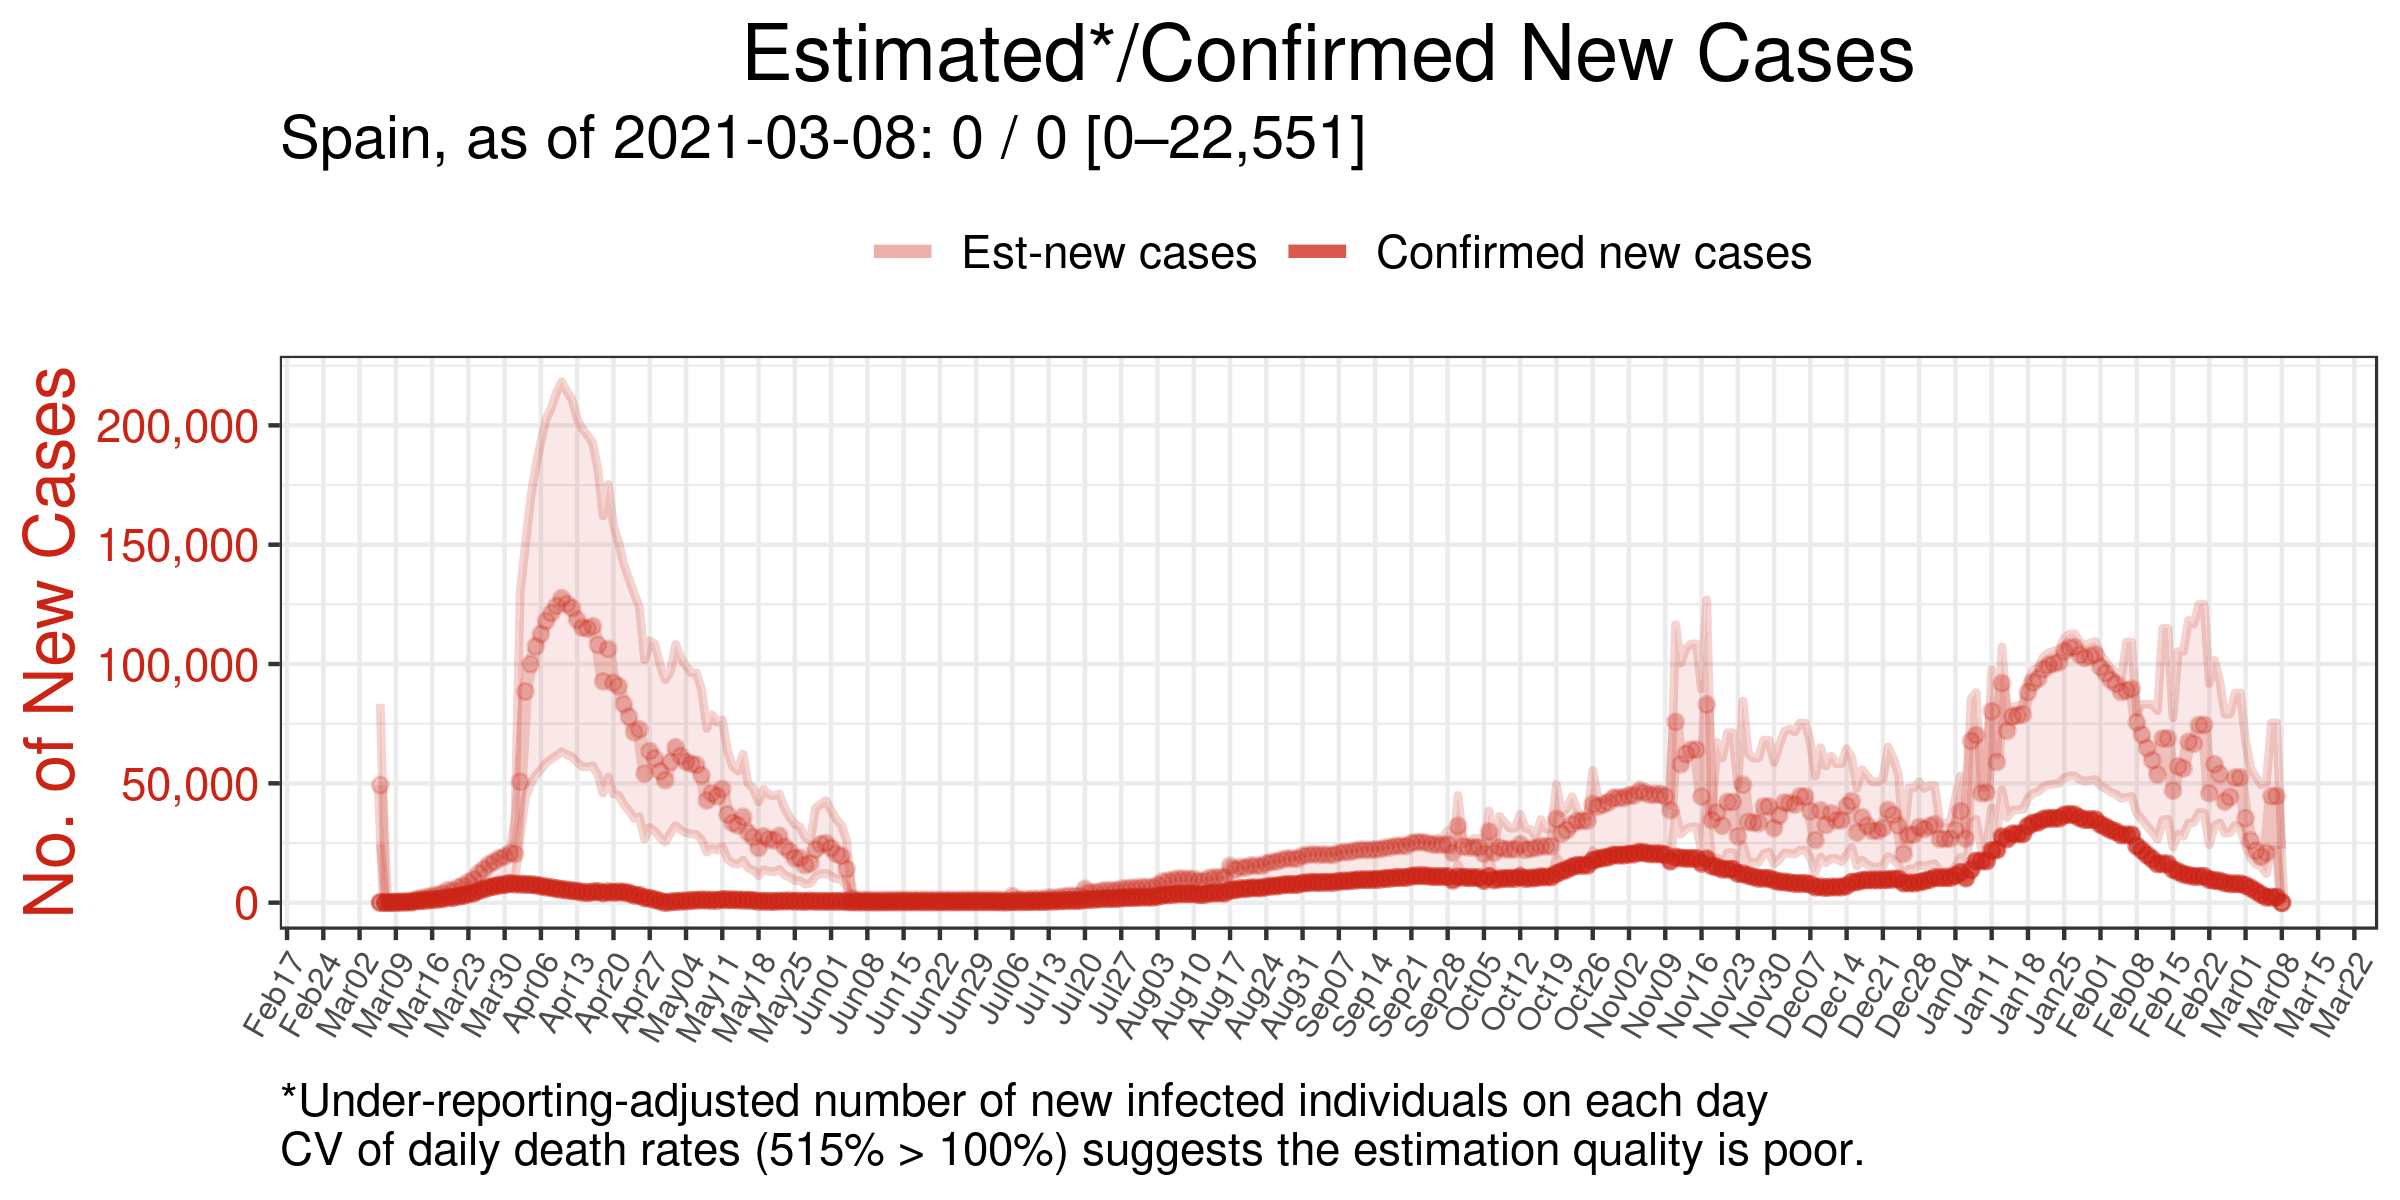 Estimated*/Confirmed New Cases
Spain, as of 2021-03-08: 0 / 0 [0–22,551]
Est-new cases
Confirmed new cases
No. of New Cases
200,000
150,000
100,000
50,000
0
Feb17
Feb24
Mar02
Mar09
Mar16
Mar23
Mar30
Apr06
Apr13
Apr20
Apr27
May04
May11
May18
May25
Jun01
Jun08
Jun15
Jun22
Jun29
Jul06
Jul13
Jul20
Jul27
Aug03
Aug10
Aug17
Aug24
Aug31
Sep07
Sep14
Sep21
Sep28
Oct05
Oct12
Oct19
Oct26
Nov02
Nov09
Nov16
Nov23
Nov30
Dec07
Dec14
Dec21
Dec28
Jan04
Jan11
Jan18
Jan25
Feb01
Feb08
Feb15
Feb22
Mar01
Mar08
Mar15
Mar22
*Under-reporting-adjusted number of new infected individuals on each day
CV of daily death rates (515% > 100%) suggests the estimation quality is poor.